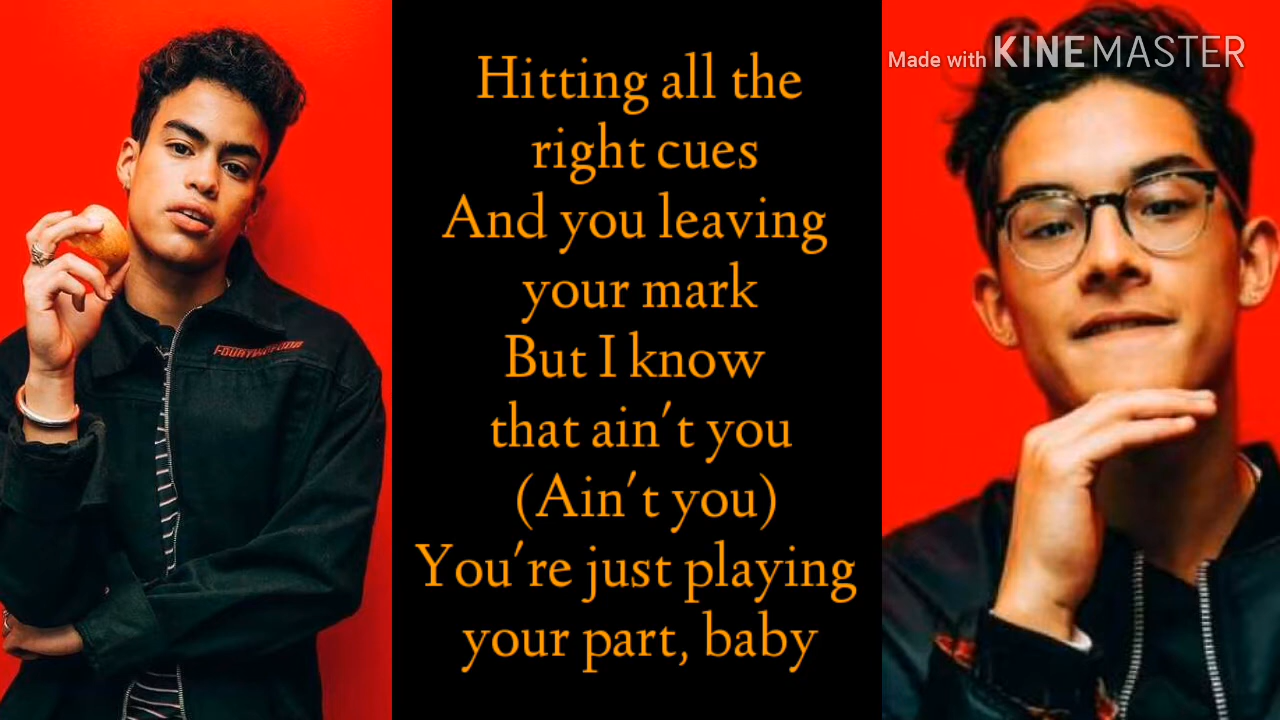 Made with KINEMASTER
Hitting all the
right cues
And you leaving
your mark
But I know
that ain't you
(Ain't you)
You're just playing
your part, baby